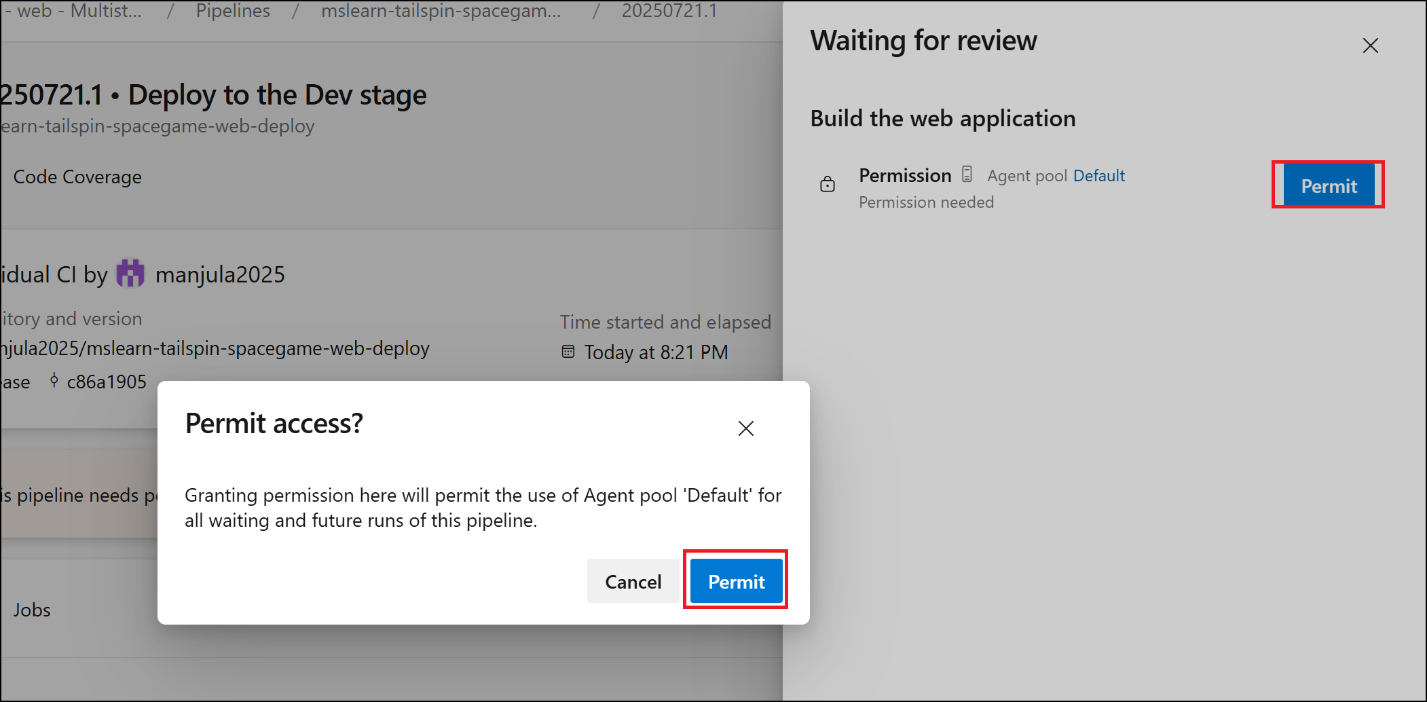 - web - Multist... / Pipelines / mslearn-tailspin-spacegam... / 20250721.1
250721.1 • Deploy to the Dev stage
earn-tailspin-spacegame-web-deploy
Code Coverage
idual CI by manjula2025
itory and version
njula2025/mslearn-tailspin-spacegame-web-deploy
ase c86a1905
Time started and elapsed
Today at 8:21 PM
is pipeline needs pe
Jobs
Waiting for review
Build the web application
Permission Agent pool Default
Permission needed
Permit
Permit access?
Granting permission here will permit the use of Agent pool 'Default' for
all waiting and future runs of this pipeline.
Cancel Permit